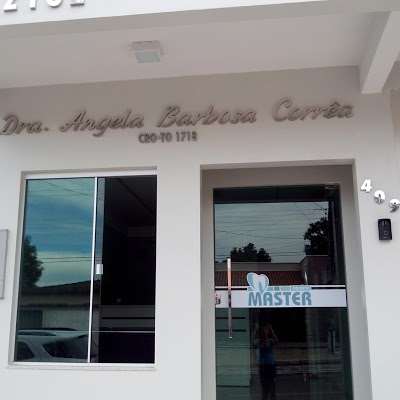 Dra. Angela Barbosa Corrêa
CRO-TO 1718
409
MASTER